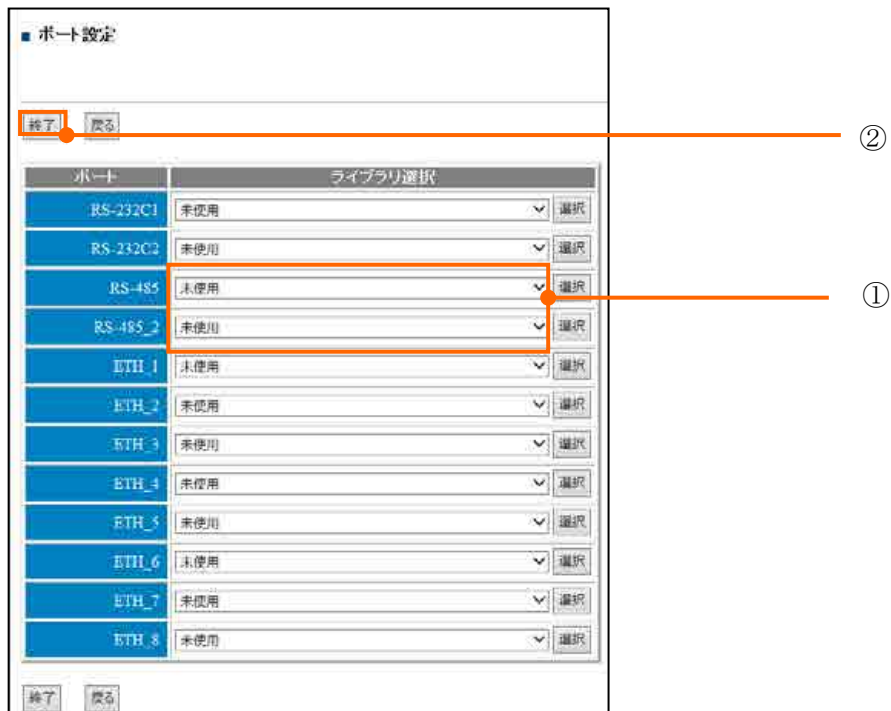 ■ ポート設定
終了 戻る
②
ポート ライブラリ選択
RS-232C1 未使用 選択
RS-232C2 未使用 選択
RS-485 未使用 選択
①
RS-485_2 未使用 選択
ETH_1 未使用 選択
ETH_2 未使用 選択
ETH_3 未使用 選択
ETH_4 未使用 選択
ETH_5 未使用 選択
ETH_6 未使用 選択
ETH_7 未使用 選択
ETH_8 未使用 選択
終了 戻る